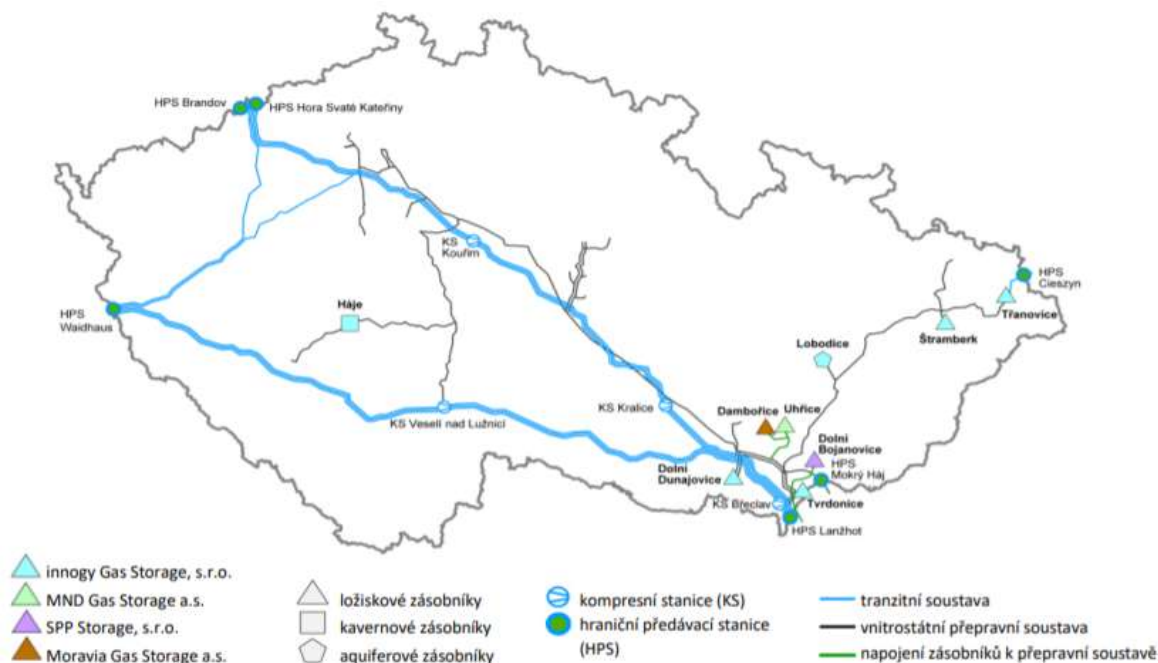 HPS Brandov
HPS Hora Svaté Kateřiny
KS
Kouřim
HPS
Cieszyn
Třanovice
HPS
Waidhaus
Háje
Štramberk
Lobodice
KS Kralice
Dambořice
Uhřice
KS Veselí nad Lužnicí
Dolní
Bojanovice
HPS
Mokrý Háj
Dolní
Dunajovice
Tvrdonice
KS Břeclav
HPS Lanžhot
innogy Gas Storage, s.r.o.
MND Gas Storage a.s.
SPP Storage, s.r.o.
Moravia Gas Storage a.s.
ložiskové zásobníky
kavernové zásobníky
aquiferové zásobníky
kompresní stanice (KS)
hraniční předávací stanice
(HPS)
tranzitní soustava
vnitrostátní přepravní soustava
napojení zásobníků k přepravní soustavě